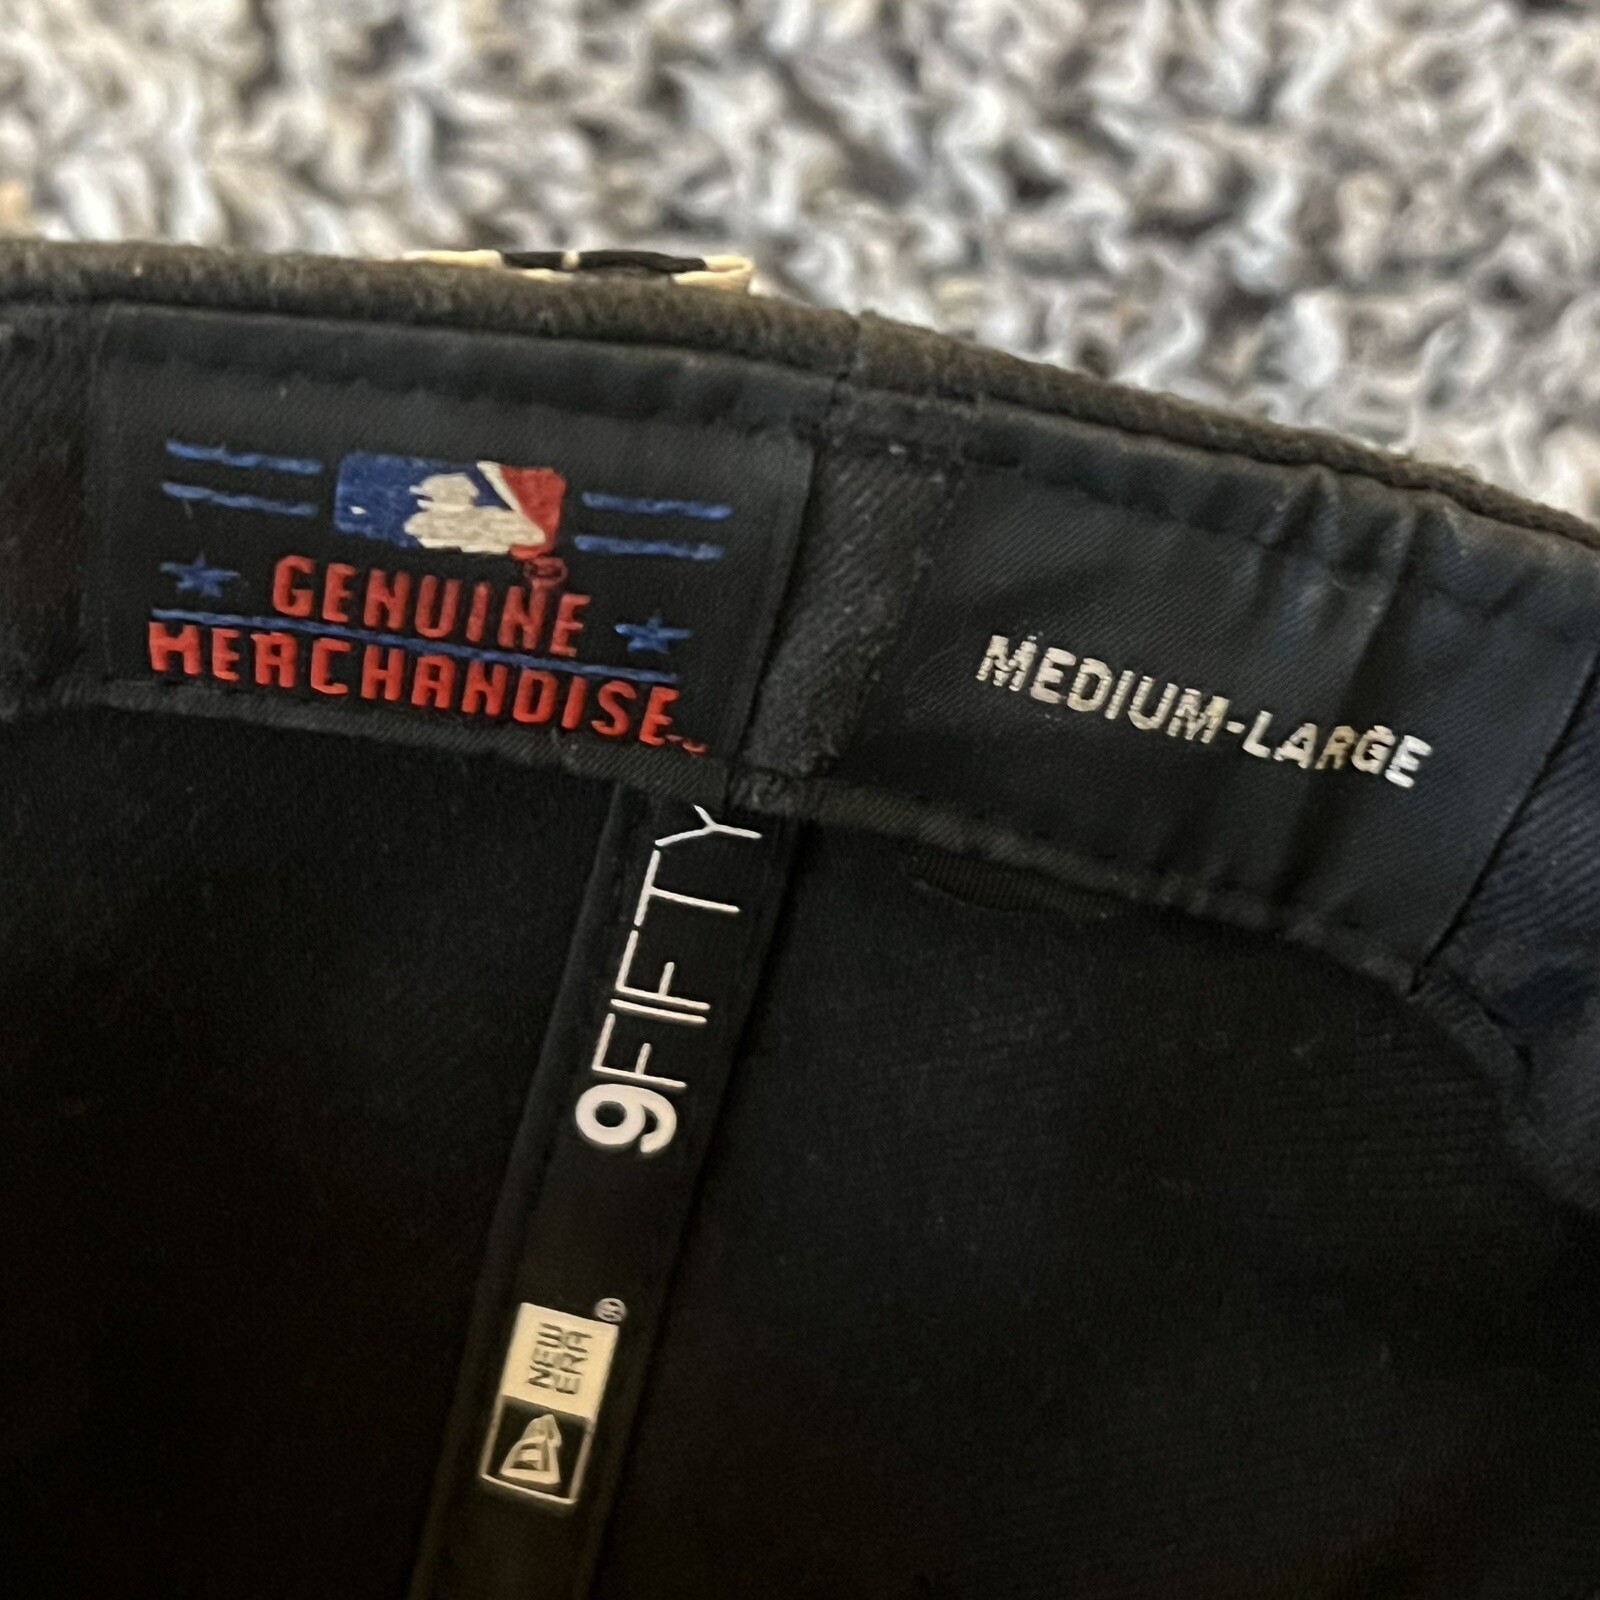 GENUINE
MERCHANDISE
MEDIUM-LARGE
9FIFTY
NEW
ERA